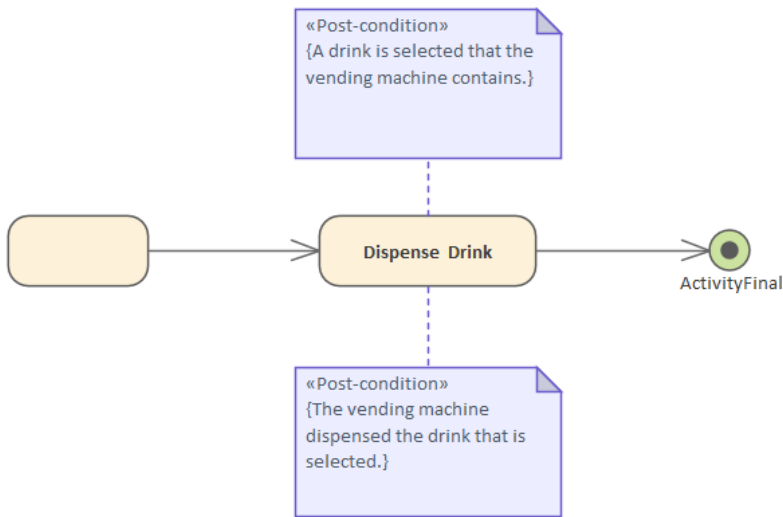 «Post-condition»
{A drink is selected that the
vending machine contains.}
Dispense Drink
ActivityFinal
«Post-condition»
{The vending machine
dispensed the drink that is
selected.}